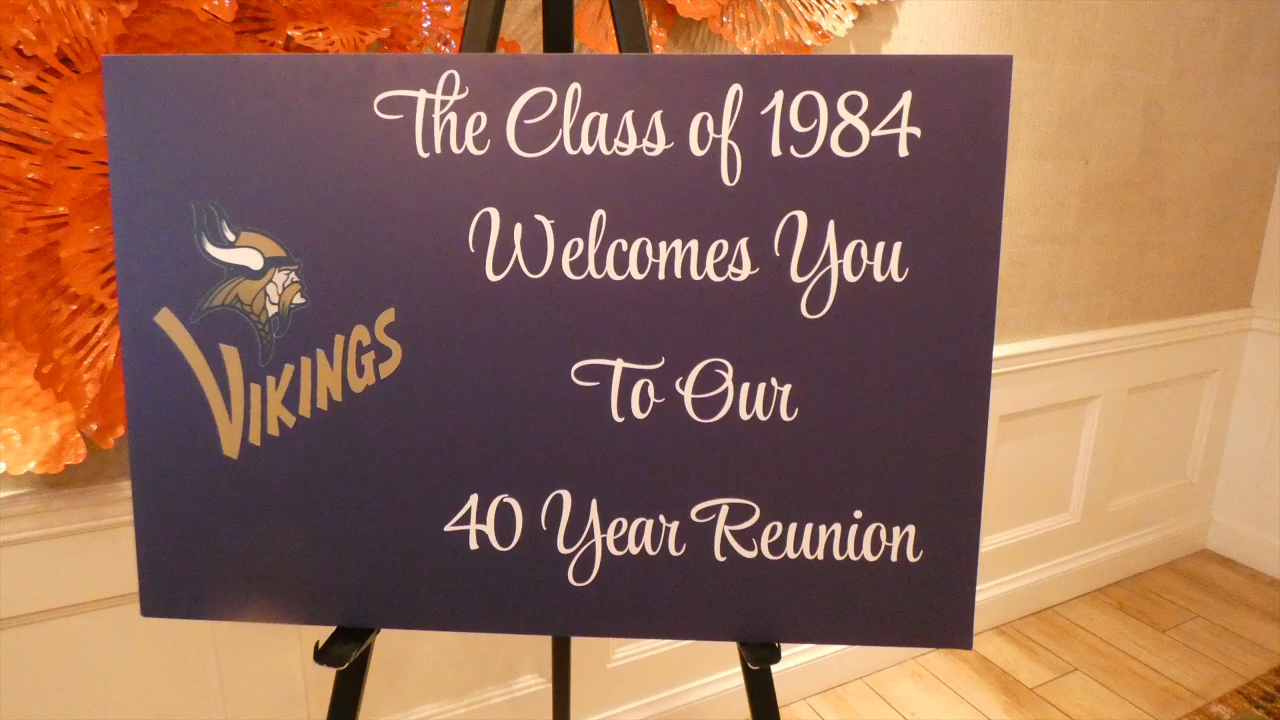 The Class of 1984
Welcomes You
VIKINGS
To Our
40 Year Reunion